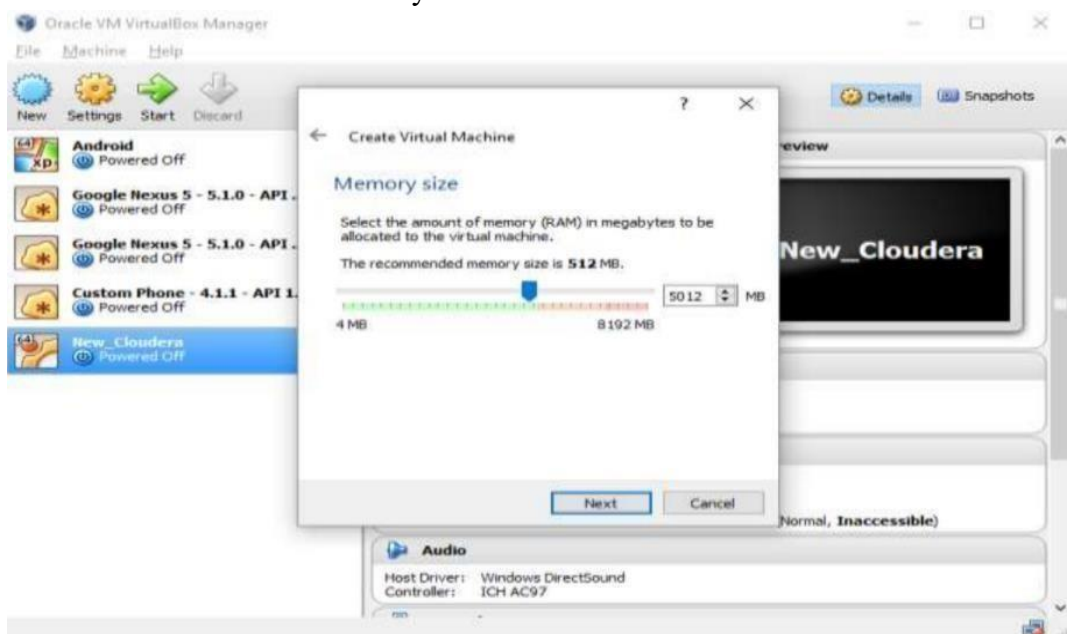 Oracle VM VirtualBox Manager
File Machine Help
New Settings Start Discard
Details Snapshots
Android
Powered Off
Google Nexus 5 - 5.1.0 - API .
Powered Off
Google Nexus 5 - 5.1.0 - API .
Powered Off
Custom Phone - 4.1.1 - API 1.
Powered Off
New_Cloudera
Powered Off
? ×
← Create Virtual Machine
Memory size
Select the amount of memory (RAM) in megabytes to be
allocated to the virtual machine.
The recommended memory size is 512 MB.
5012 MB
4 MB 8192 MB
Next Cancel
eview
New_Cloudera
Normal, Inaccessible)
Audio
Host Driver: Windows DirectSound
Controller: ICH AC97